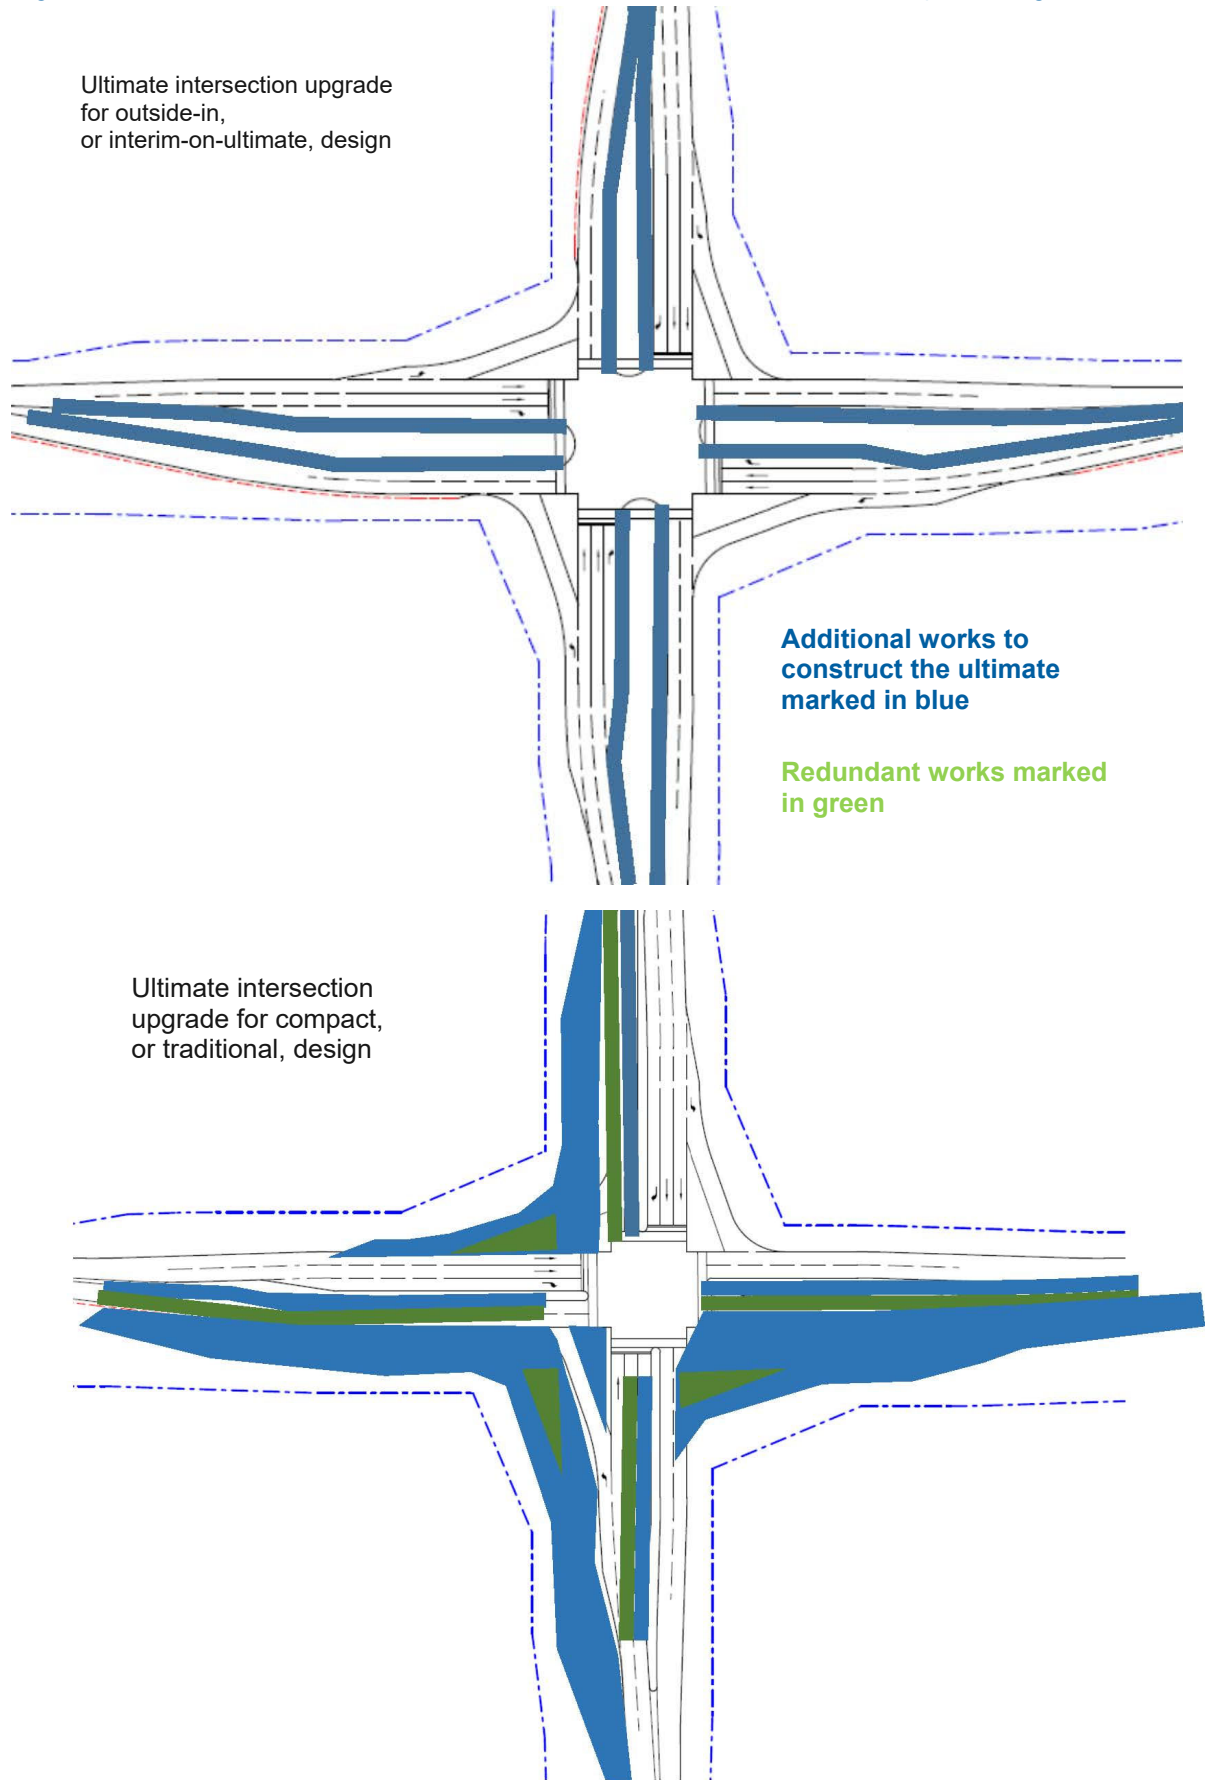 Ultimate intersection upgrade
for outside-in,
or interim-on-ultimate, design
Additional works to
construct the ultimate
marked in blue
Redundant works marked
in green
Ultimate intersection
upgrade for compact,
or traditional, design